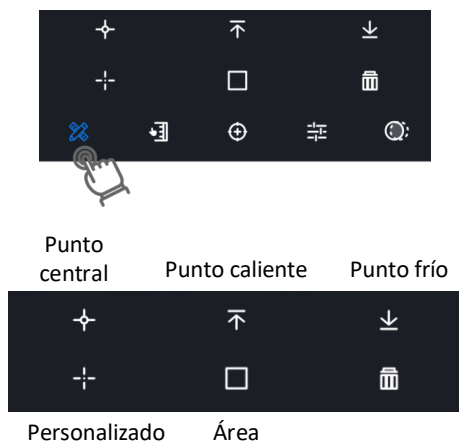 Punto
central
Punto caliente
Punto frío
Personalizado
Área